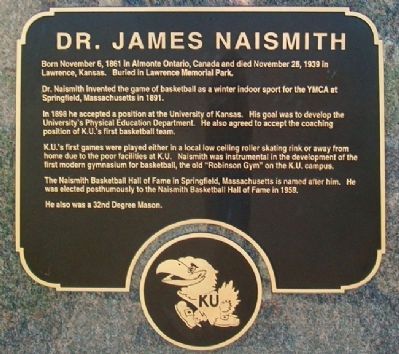 DR. JAMES NAISMITH
Born November 6, 1861 in Almonte Ontario, Canada and died November 28, 1939 in
Lawrence, Kansas. Buried in Lawrence Memorial Park.
Dr. Naismith invented the game of basketball as a winter indoor sport for the YMCA at
Springfield, Massachusetts in 1891.
In 1898 he accepted a position at the University of Kansas. His goal was to develop the
University's Physical Education Department. He also agreed to accept the coaching
position of K.U.'s first basketball team.
K.U.'s first games were played either in a local low ceiling roller skating rink or away from
home due to the poor facilities at K.U. Naismith was instrumental in the development of the
first modern gymnasium for basketball, the old "Robinson Gym" on the K.U. campus.
The Naismith Basketball Hall of Fame in Springfield, Massachusetts is named after him. He
was elected posthumously to the Naismith Basketball Hall of Fame in 1959.
He also was a 32nd Degree Mason.
KU